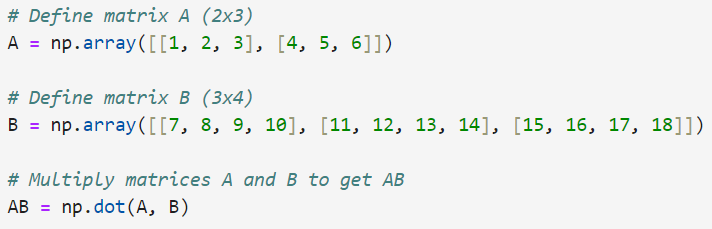 # Define matrix A (2x3)
A = np.array([[1, 2, 3], [4, 5, 6]])
# Define matrix B (3x4)
B = np.array([[7, 8, 9, 10], [11, 12, 13, 14], [15, 16, 17, 18]])
# Multiply matrices A and B to get AB
AB = np.dot(A, B)